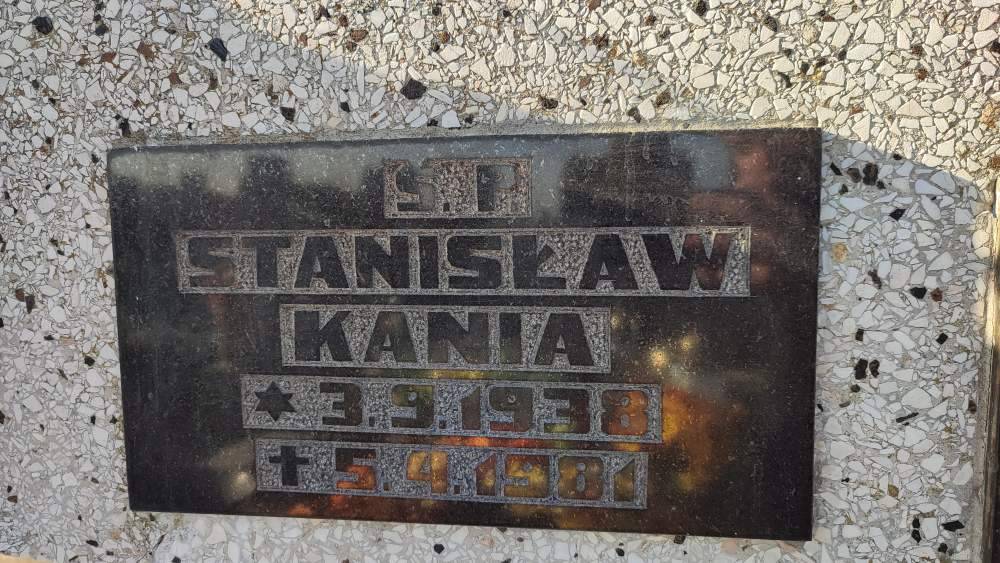 Ś.P
STANISŁAW
KANIA
✶ 3.9.1938
✝ 5.4.1981